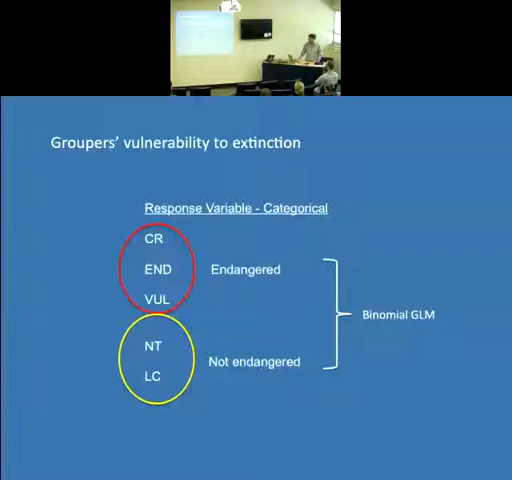 Groupers' vulnerability to extinction
Response Variable - Categorical
CR
END
Endangered
VUL
Binomial GLM
NT
Not endangered
LC